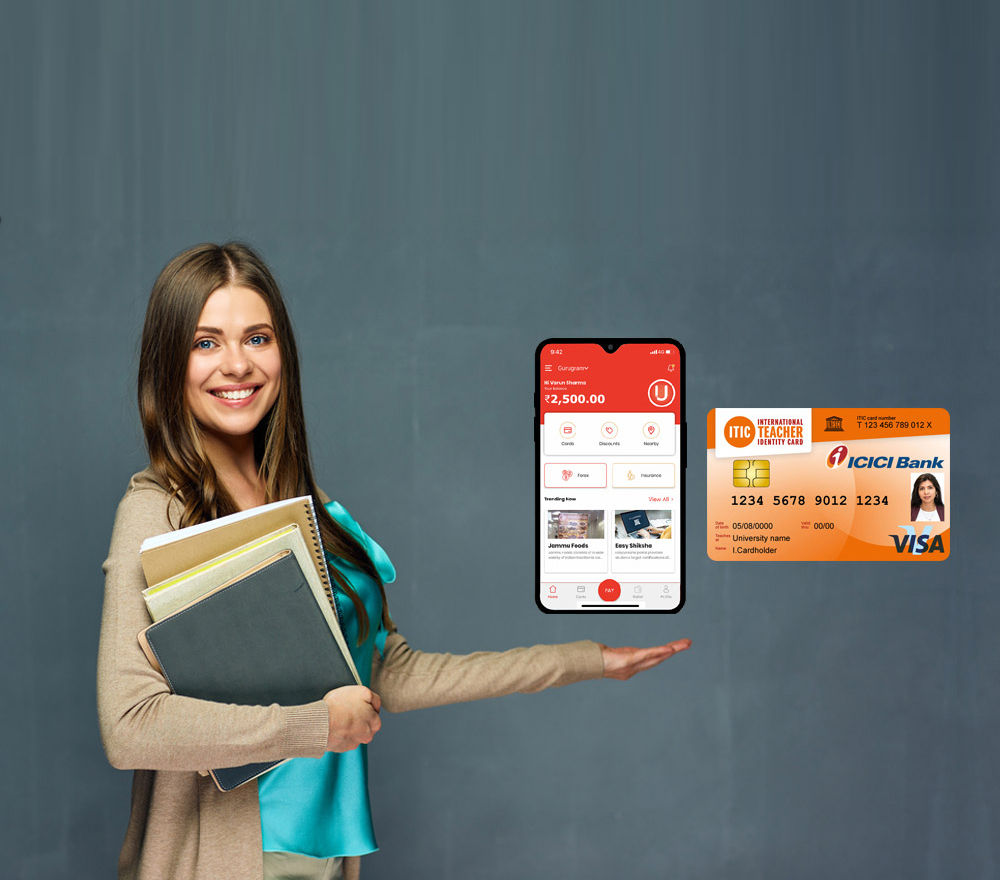 9:42
4G
Gurugram
Hi Varun Sharma
Your Balance
₹2,500.00
U
Cards
Discounts
Nearby
Forex
Insurance
Trending Now
View All >
Jammu Foods
Easy Shiksha
Home
Cards
PAY
Wallet
Profile
ITIC
INTERNATIONAL
TEACHER
IDENTITY CARD
UNESCO
ITIC card number
T 123 456 789 012 X
i ICICI Bank
1234 5678 9012 1234
Date of birth 05/08/0000
Valid thru 00/00
Teacher at University name
Name I.Cardholder
VISA